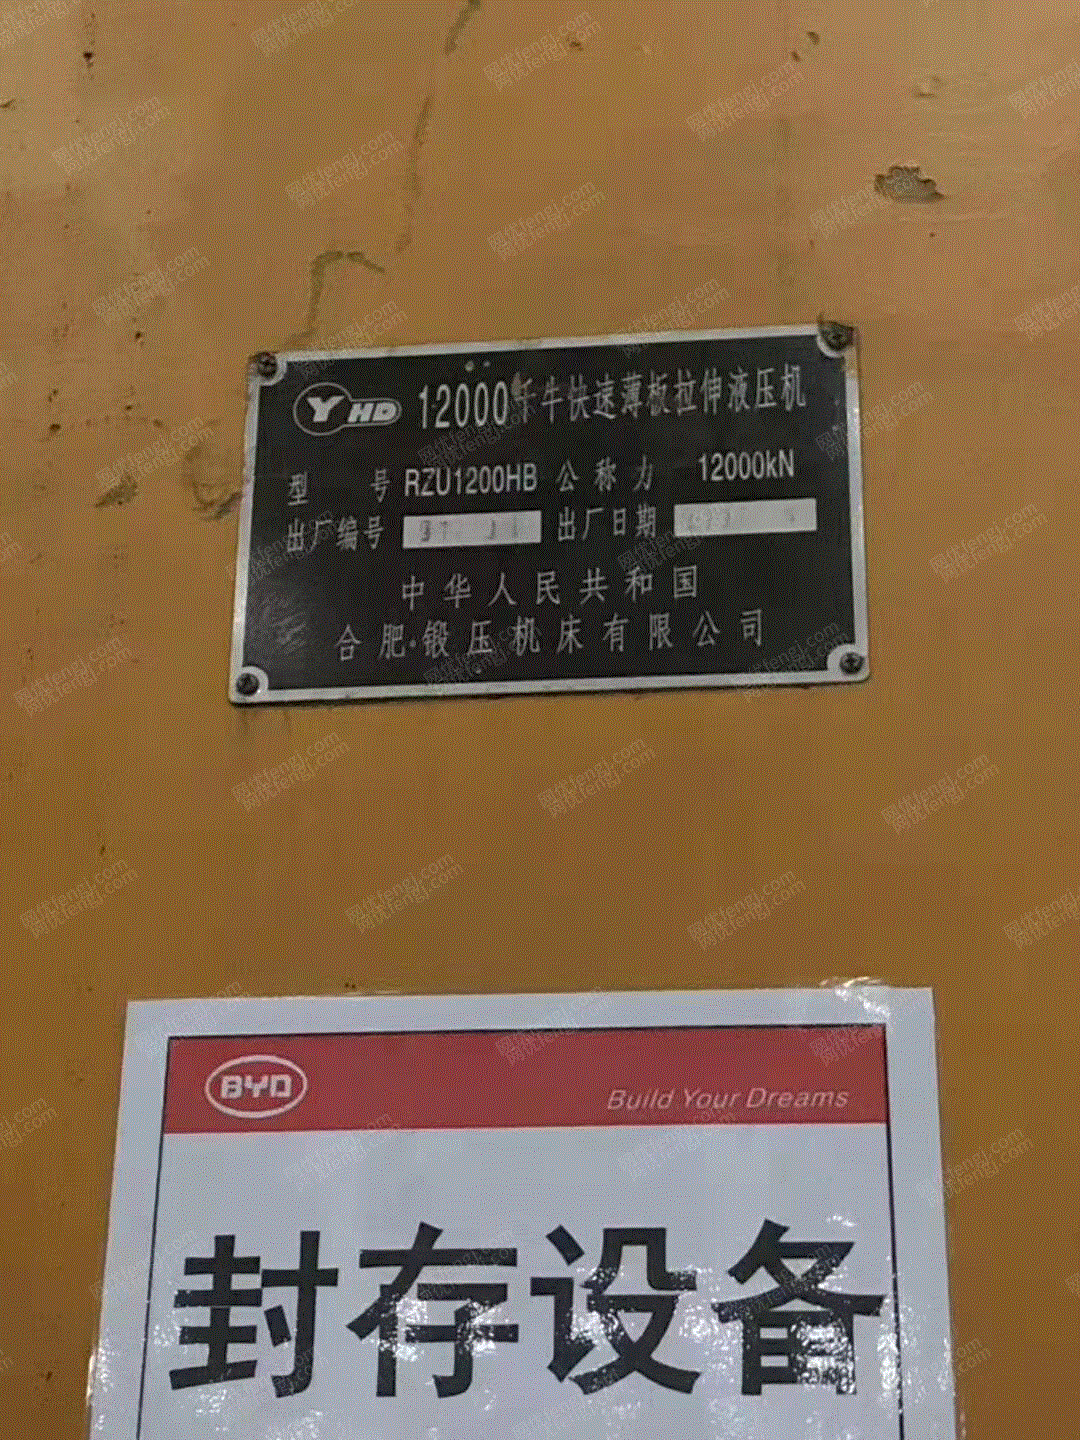 YHD 12000千牛快速薄板拉伸液压机
型 号 RZU1200HB 公称力 12000kN
出厂编号 出厂日期
中华人民共和国
合肥·锻压机床有限公司
BYD Build Your Dreams
封存设备